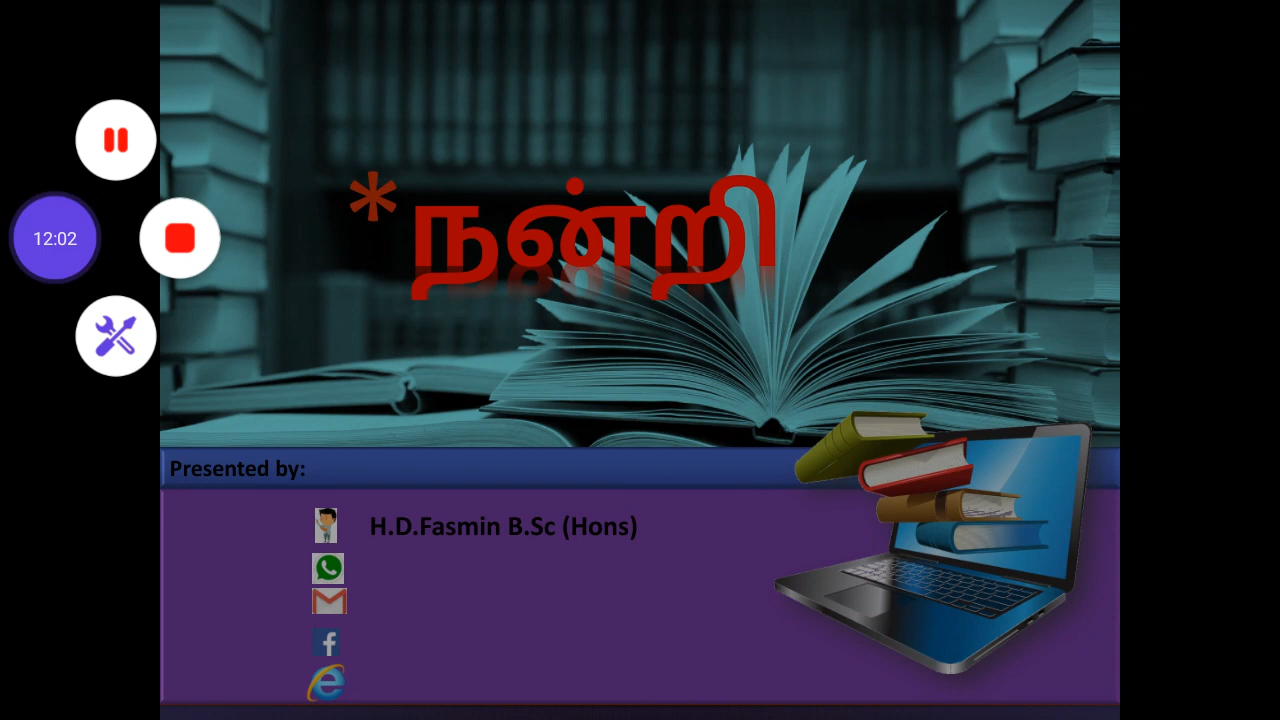 *நன்றி
12:02
Presented by:
H.D.Fasmin B.Sc (Hons)